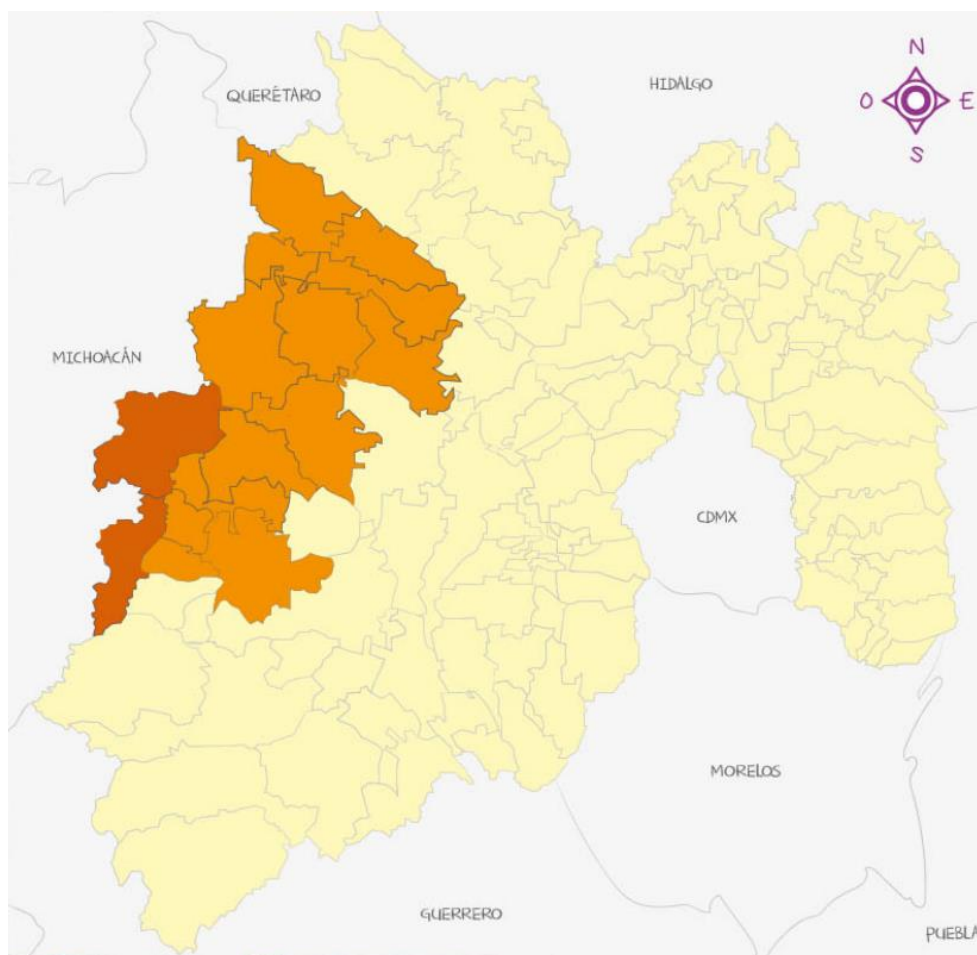 N
HIDALGO
QUERÉTARO
O
E
S
MICHOACÁN
CDMX
MORELOS
GUERRERO
PUEBLA